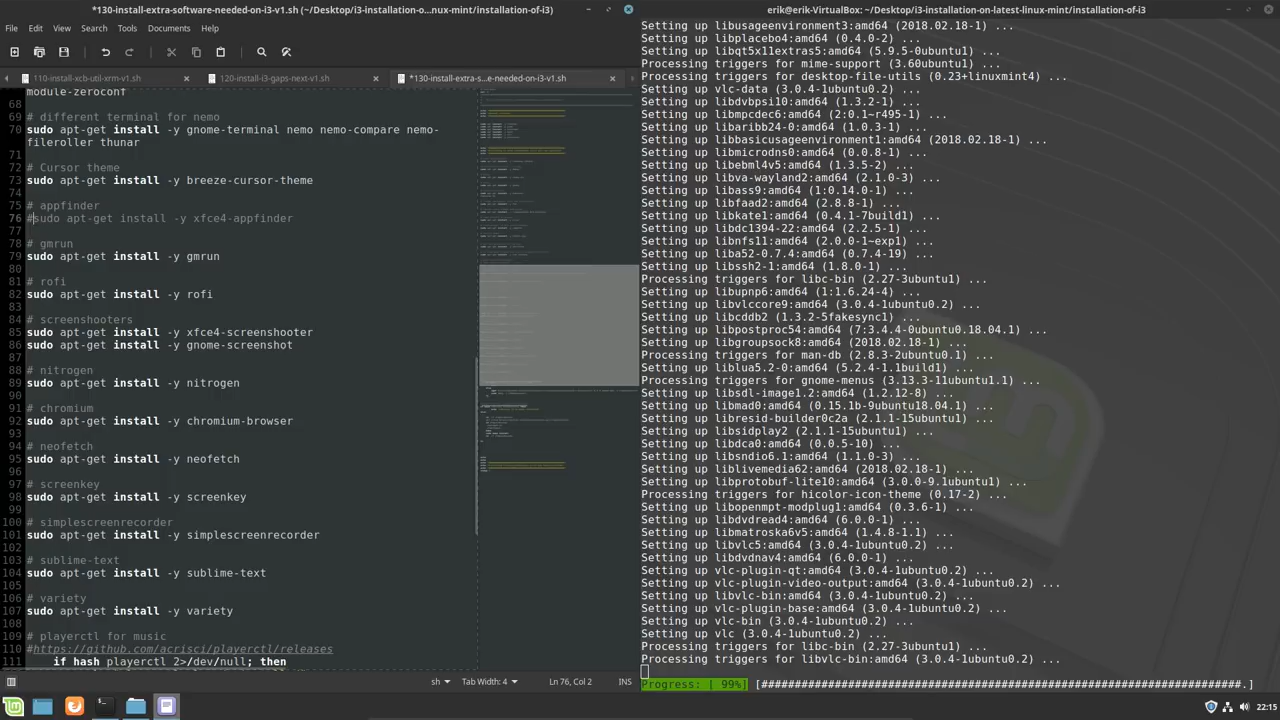 *130-install-extra-software-needed-on-i3-v1.sh (~/Desktop/i3-installation-o...nux-mint/installation-of-i3)
File Edit View Search Tools Documents Help
110-install-xcb-util-xrm-v1.sh
120-install-i3-gaps-next-v1.sh
*130-install-extra-s...e-needed-on-i3-v1.sh
module-zeroconf
68
69 # different terminal for nemo
70 sudo apt-get install -y gnome-terminal nemo nemo-compare nemo-
fileroller thunar
71
72 # Cursor theme
73 sudo apt-get install -y breeze-cursor-theme
74
75 # appfinder
76 #sudo apt-get install -y xfce4-appfinder
77
78 # gerun
79 sudo apt-get install -y gmrun
80
81 # rofi
82 sudo apt-get install -y rofi
83
84 # screenshooters
85 sudo apt-get install -y xfce4-screenshooter
86 sudo apt-get install -y gnome-screenshot
87
88 # nitrogen
89 sudo apt-get install -y nitrogen
90
91 # chromium
92 sudo apt-get install -y chromium-browser
93
94 # neofetch
95 sudo apt-get install -y neofetch
96
97 # screenkey
98 sudo apt-get install -y screenkey
99
100 # simplescreenrecorder
101 sudo apt-get install -y simplescreenrecorder
102
103 # sublime-text
104 sudo apt-get install -y sublime-text
105
106 # variety
107 sudo apt-get install -y variety
108
109 # playerctl for music
110 #https://github.com/acrisci/playerctl/releases
111 if hash playerctl 2>/dev/null; then
sh Tab Width: 4 Ln 76, Col 2 INS
erik@erik-VirtualBox: ~/Desktop/i3-installation-on-latest-linux-mint/installation-of-i3
Setting up libusageenvironment3:amd64 (2018.02.18-1) ...
Setting up libplacebo4:amd64 (0.4.0-2) ...
Setting up libqt5x11extras5:amd64 (5.9.5-0ubuntu1) ...
Processing triggers for mime-support (3.60ubuntu1) ...
Processing triggers for desktop-file-utils (0.23+linuxmint4) ...
Setting up vlc-data (3.0.4-1ubuntu0.2) ...
Setting up libdvbpsi10:amd64 (1.3.2-1) ...
Setting up libmpcdec6:amd64 (2:0.1~r495-1) ...
Setting up libaribb24-0:amd64 (1.0.3-1) ...
Setting up libbasicusageenvironment1:amd64 (2018.02.18-1) ...
Setting up libmicrodns0:amd64 (0.0.8-1) ...
Setting up libebml4v5:amd64 (1.3.5-2) ...
Setting up libva-wayland2:amd64 (2.1.0-3) ...
Setting up libass9:amd64 (1:0.14.0-1) ...
Setting up libfaad2:amd64 (2.8.8-1) ...
Setting up libkate1:amd64 (0.4.1-7build1) ...
Setting up libdc1394-22:amd64 (2.2.5-1) ...
Setting up libnfs11:amd64 (2.0.0-1~exp1) ...
Setting up liba52-0.7.4:amd64 (0.7.4-19) ...
Setting up libssh2-1:amd64 (1.8.0-1) ...
Processing triggers for libc-bin (2.27-3ubuntu1) ...
Setting up libupnp6:amd64 (1:1.6.24-4) ...
Setting up libvlccore9:amd64 (3.0.4-1ubuntu0.2) ...
Setting up libcddb2 (1.3.2-5fakesync1) ...
Setting up libpostproc54:amd64 (7:3.4.4-0ubuntu0.18.04.1) ...
Setting up libgroupsock8:amd64 (2018.02.18-1) ...
Processing triggers for man-db (2.8.3-2ubuntu0.1) ...
Setting up liblua5.2-0:amd64 (5.2.4-1.1build1) ...
Processing triggers for gnome-menus (3.13.3-11ubuntu1.1) ...
Setting up libsdl-image1.2:amd64 (1.2.12-8) ...
Setting up libmad0:amd64 (0.15.1b-9ubuntu18.04.1) ...
Setting up libresid-builder0c2a (2.1.1-15ubuntu1) ...
Setting up libsidplay2 (2.1.1-15ubuntu1) ...
Setting up libdca0:amd64 (0.0.5-10) ...
Setting up libsndio6.1:amd64 (1.1.0-3) ...
Setting up liblivemedia62:amd64 (2018.02.18-1) ...
Setting up libprotobuf-lite10:amd64 (3.0.0-9.1ubuntu1) ...
Processing triggers for hicolor-icon-theme (0.17-2) ...
Setting up libopenmpt-modplug1:amd64 (0.3.6-1) ...
Setting up libdvdread4:amd64 (6.0.0-1) ...
Setting up libmatroska6v5:amd64 (1.4.8-1.1) ...
Setting up libvlc5:amd64 (3.0.4-1ubuntu0.2) ...
Setting up libdvdnav4:amd64 (6.0.0-1) ...
Setting up vlc-plugin-qt:amd64 (3.0.4-1ubuntu0.2) ...
Setting up vlc-plugin-video-output:amd64 (3.0.4-1ubuntu0.2) ...
Setting up libvlc-bin:amd64 (3.0.4-1ubuntu0.2) ...
Setting up vlc-plugin-base:amd64 (3.0.4-1ubuntu0.2) ...
Setting up vlc-bin (3.0.4-1ubuntu0.2) ...
Setting up vlc (3.0.4-1ubuntu0.2) ...
Processing triggers for libc-bin (2.27-3ubuntu1) ...
Processing triggers for libvlc-bin:amd64 (3.0.4-1ubuntu0.2) ...
Progress: [ 99%] [#########################################################################.]
22:15